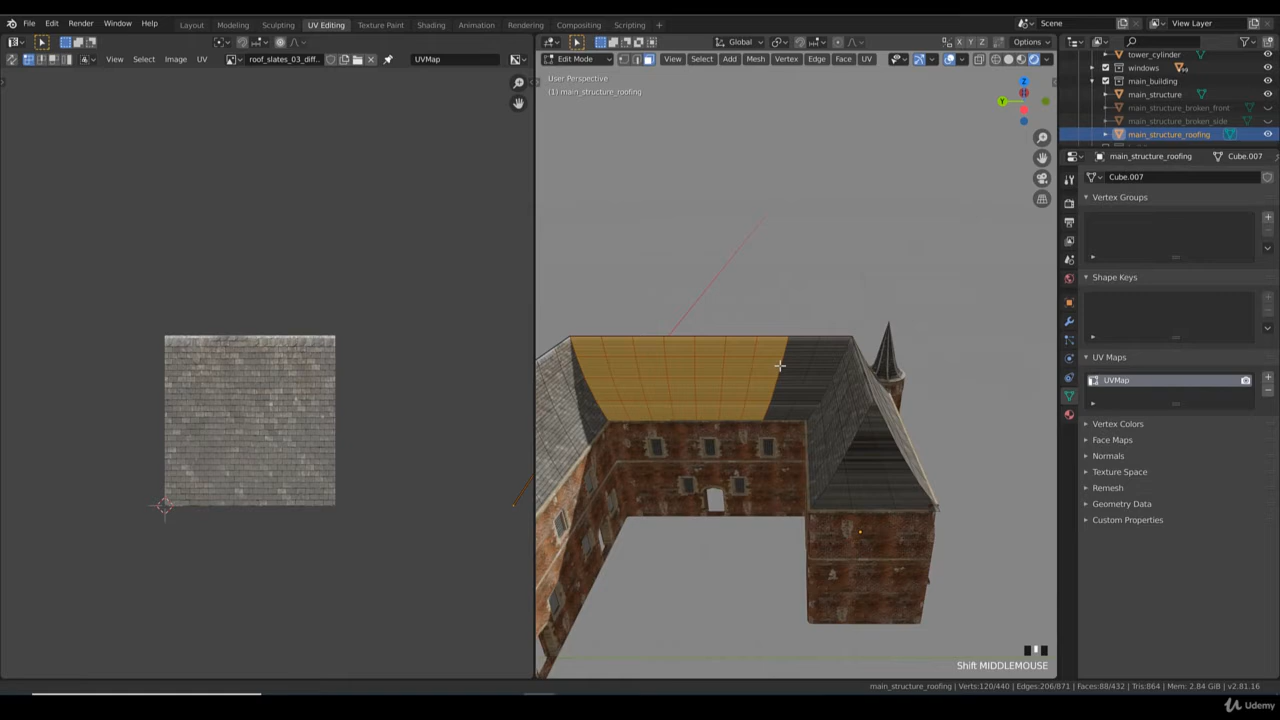 File Edit Render Window Help Layout Modeling Sculpting UV Editing Texture Paint Shading Animation Rendering Compositing Scripting + Scene View Layer
Global Options
View Select Image UV roof_slates_03_diff... UVMap Edit Mode View Select Add Mesh Vertex Edge Face UV
tower_cylinder
windows
main_building
main_structure
main_structure_broken_front
main_structure_broken_side
main_structure_roofing
User Perspective
(1) main_structure_roofing
X Y Z
Z
Y
main_structure_roofing Cube.007
Cube.007
Vertex Groups
Shape Keys
UV Maps
UVMap
Vertex Colors
Face Maps
Normals
Texture Space
Remesh
Geometry Data
Custom Properties
Shift MIDDLEMOUSE
main_structure_roofing | Verts:120/440 | Edges:206/871 | Faces:88/432 | Tris:864 | Mem: 2.84 GiB | v2.81.16
Udemy